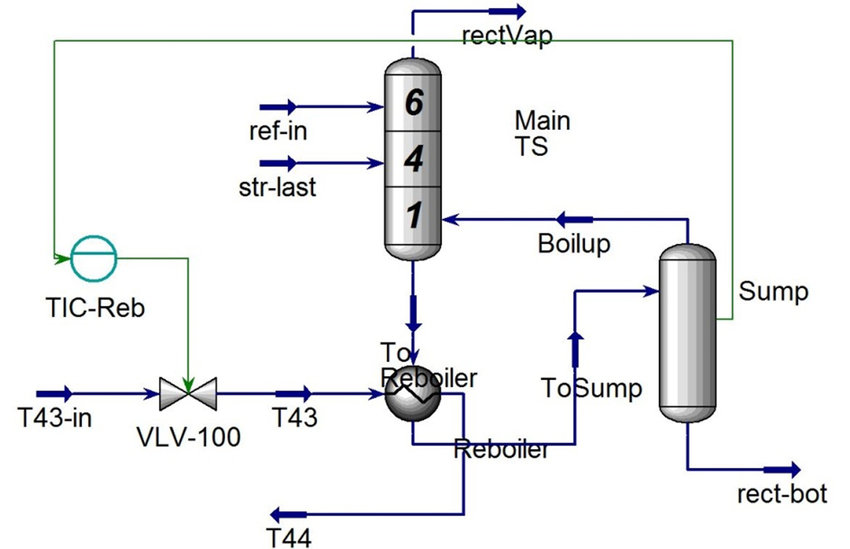 rectVap
6
ref-in
Main
TS
4
str-last
1
Boilup
TIC-Reb
Sump
To
Reboiler
ToSump
T43-in
T43
VLV-100
Reboiler
rect-bot
T44